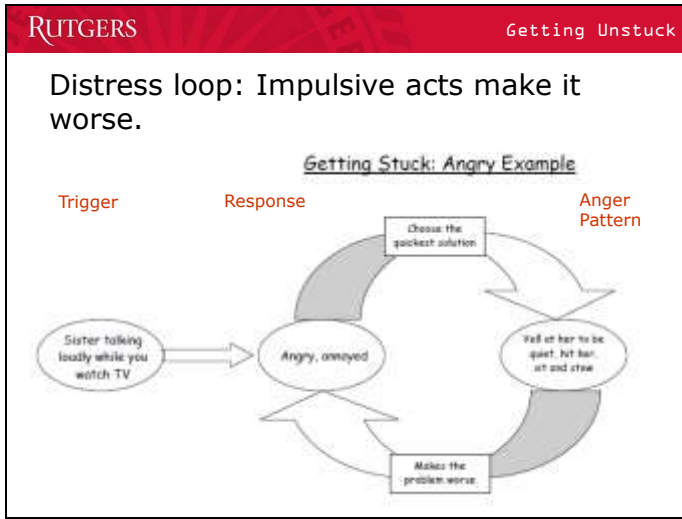 RUTGERS
Getting Unstuck
Distress loop: Impulsive acts make it
worse.
Getting Stuck: Angry Example
Trigger
Response
Anger
Pattern
Choose the
quickest solution
Sister talking
loudly while you
watch TV
Angry, annoyed
Yell at her to be
quiet, hit her,
sit and stew
Makes the
problem worse.